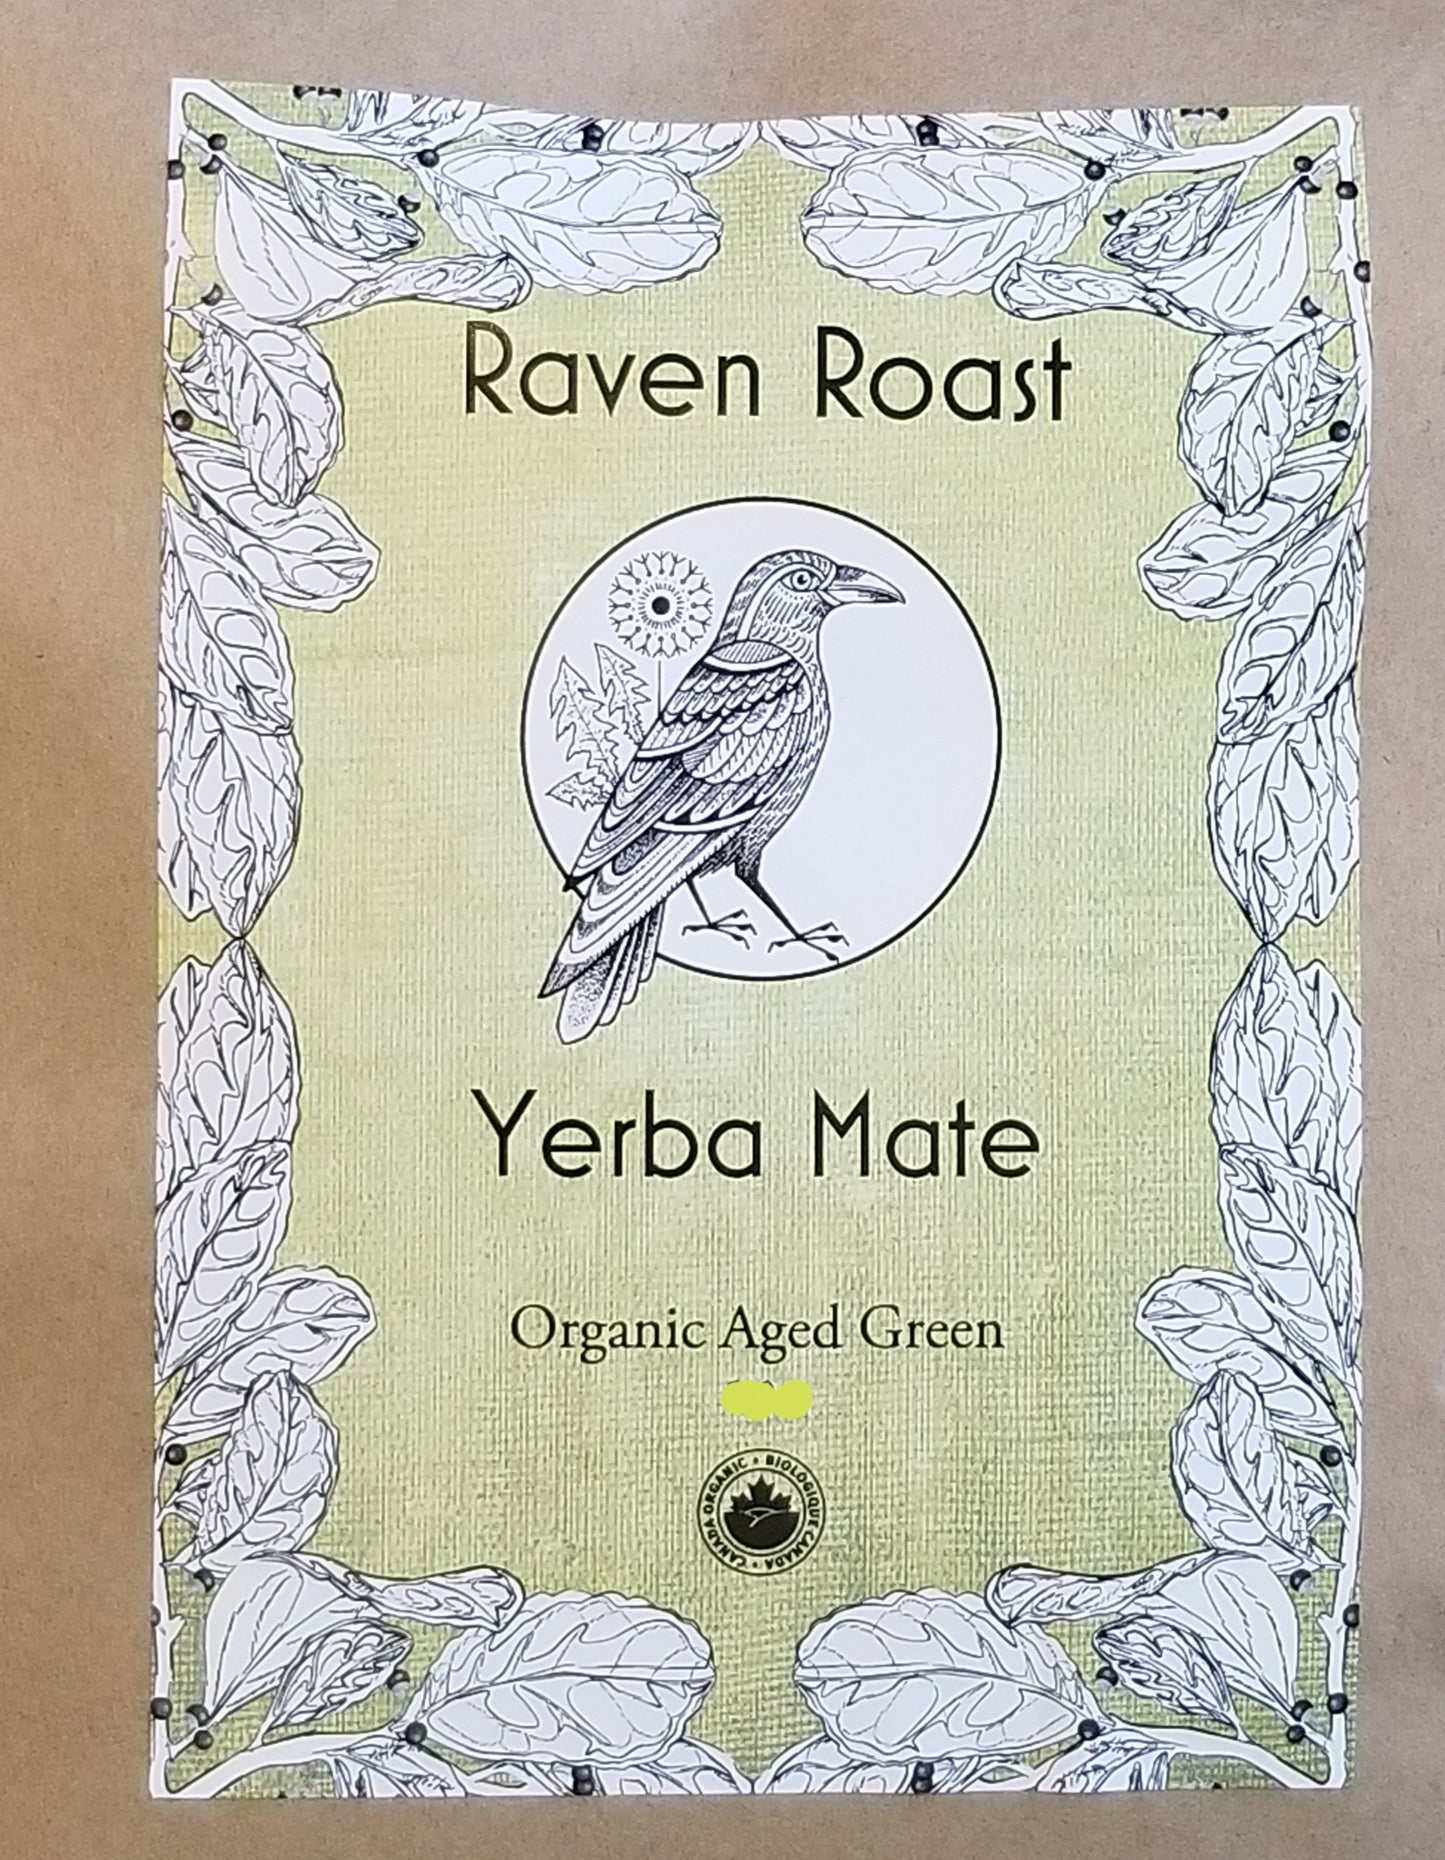 Raven Roast
Yerba Mate
Organic Aged Green
CANADA ORGANIC • BIOLOGIQUE CANADA •